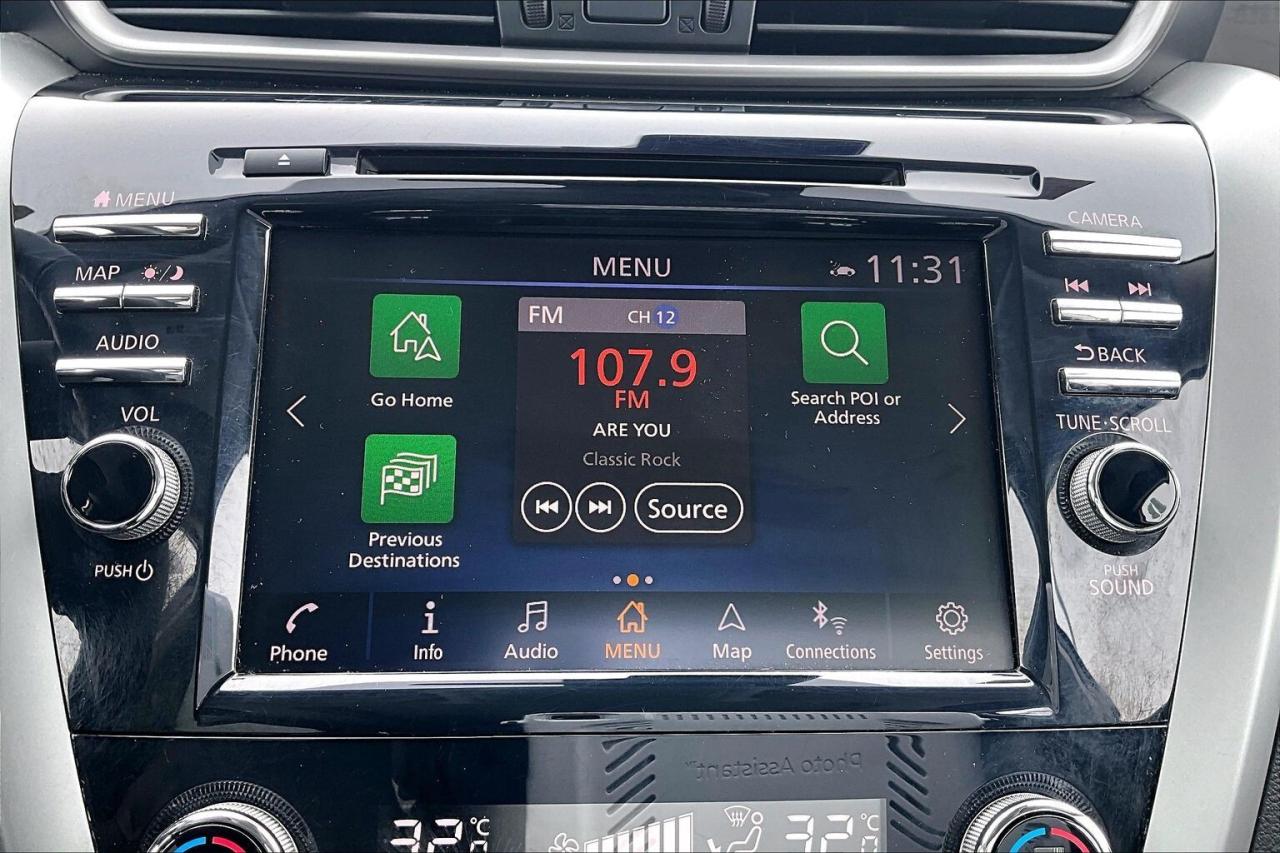 MENU
CAMERA
MAP
AUDIO
VOL
PUSH
BACK
TUNE·SCROLL
PUSH
SOUND
MENU
11:31
FM
CH 12
107.9
FM
ARE YOU
Classic Rock
Source
Go Home
Previous
Destinations
Search POI or
Address
Phone
Info
Audio
MENU
Map
Connections
Settings
Photo Assistant™
°C
°C